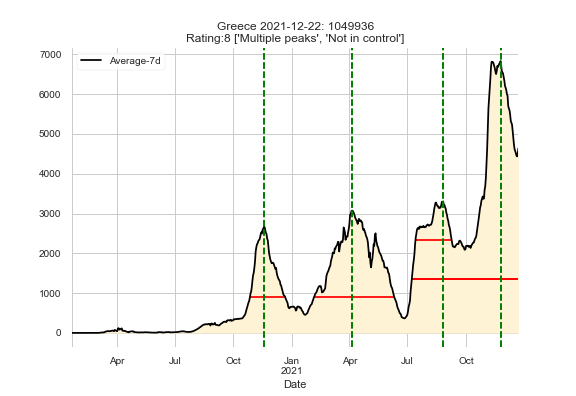 Greece 2021-12-22: 1049936
Rating:8 ['Multiple peaks', 'Not in control']
Average-7d
7000
6000
5000
4000
3000
2000
1000
0
Apr Jul Oct Jan Apr Jul Oct
2021
Date